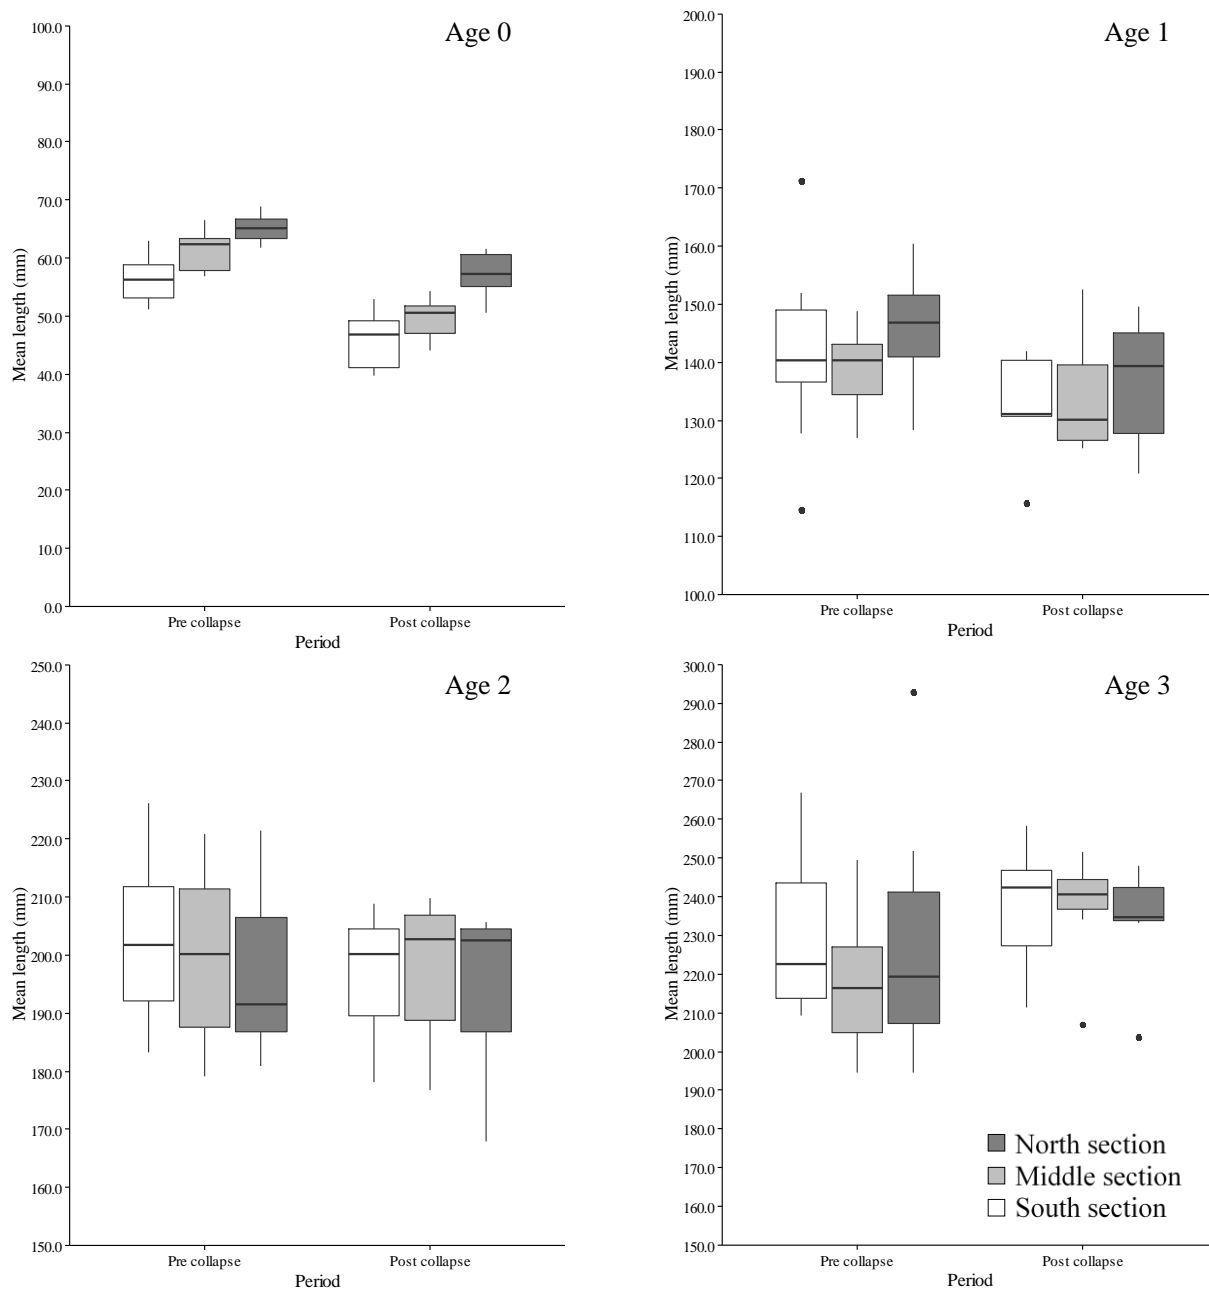 Age 0
100.0
90.0
80.0
70.0
60.0
50.0
40.0
30.0
20.0
10.0
0.0
Mean length (mm)
Pre collapse
Post collapse
Period
Age 1
200.0
190.0
180.0
170.0
160.0
150.0
140.0
130.0
120.0
110.0
100.0
Mean length (mm)
Pre collapse
Post collapse
Period
Age 2
250.0
240.0
230.0
220.0
210.0
200.0
190.0
180.0
170.0
160.0
150.0
Mean length (mm)
Pre collapse
Post collapse
Period
Age 3
300.0
290.0
280.0
270.0
260.0
250.0
240.0
230.0
220.0
210.0
200.0
190.0
180.0
170.0
160.0
150.0
Mean length (mm)
North section
Middle section
South section
Pre collapse
Post collapse
Period